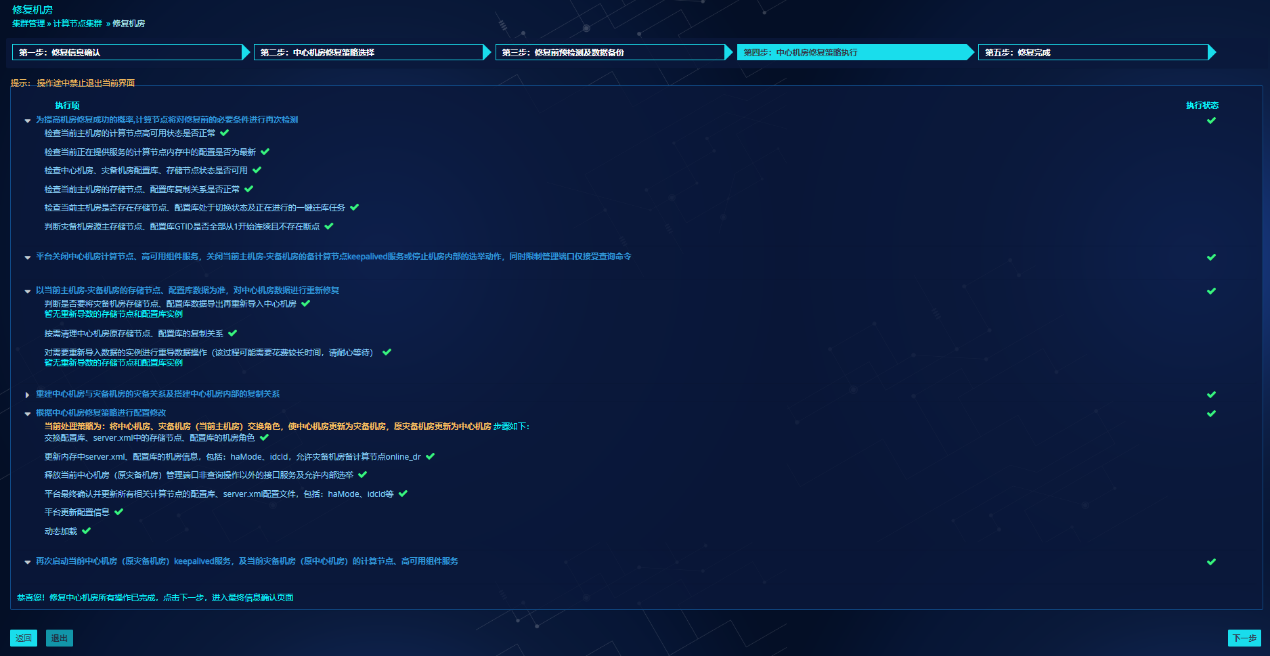 修复机房
集群管理 » 计算节点集群 » 修复机房
第一步：修复信息确认
第二步：中心机房修复策略选择
第三步：修复前预检测及数据备份
第四步：中心机房修复策略执行
第五步：修复完成
提示： 操作途中禁止退出当前界面
执行项
执行状态
为提高机房修复成功的概率,计算节点将对修复前的必要条件进行再次检测
检查当前主机房的计算节点高可用状态是否正常
检查当前正在提供服务的计算节点内存中的配置是否为最新
检查中心机房、灾备机房配置库、存储节点状态是否可用
检查当前主机房的存储节点、配置库复制关系是否正常
检查当前主机房是否存在存储节点、配置库处于切换状态及正在进行的一键迁库任务
判断灾备机房源主存储节点、配置库GTID是否全部从1开始连续且不存在断点
平台关闭中心机房计算节点、高可用组件服务，关闭当前主机房-灾备机房的备计算节点keepalived服务或停止机房内部的选举动作，同时限制管理端口仅接受查询命令
以当前主机房-灾备机房的存储节点、配置库数据为准，对中心机房数据进行重新修复
判断是否要将灾备机房存储节点、配置库数据导出再重新导入中心机房
暂无重新导数的存储节点和配置库实例
按需清理中心机房原存储节点、配置库的复制关系
对需要重新导入数据的实例进行重导数据操作（该过程可能需要花费较长时间，请耐心等待）
暂无重新导数的存储节点和配置库实例
重建中心机房与灾备机房的灾备关系及搭建中心机房内部的复制关系
根据中心机房修复策略进行配置修改
当前处理策略为：将中心机房、灾备机房（当前主机房）交换角色，使中心机房更新为灾备机房，原灾备机房更新为中心机房 步骤如下:
交换配置库、server.xml中的存储节点、配置库的机房角色
更新内存中server.xml、配置库的机房信息，包括：haMode、idcId，允许灾备机房备计算节点online_dr
释放当前中心机房（原灾备机房）管理端口非查询操作以外的接口服务及允许内部选举
平台最终确认并更新所有相关计算节点的配置库、server.xml配置文件，包括：haMode、idcId等
平台更新配置信息
动态加载
再次启动当前中心机房（原灾备机房）keepalived服务，及当前灾备机房（原中心机房）的计算节点、高可用组件服务
恭喜您！修复中心机房所有操作已完成，点击下一步，进入最终信息确认页面
返回
退出
下一步